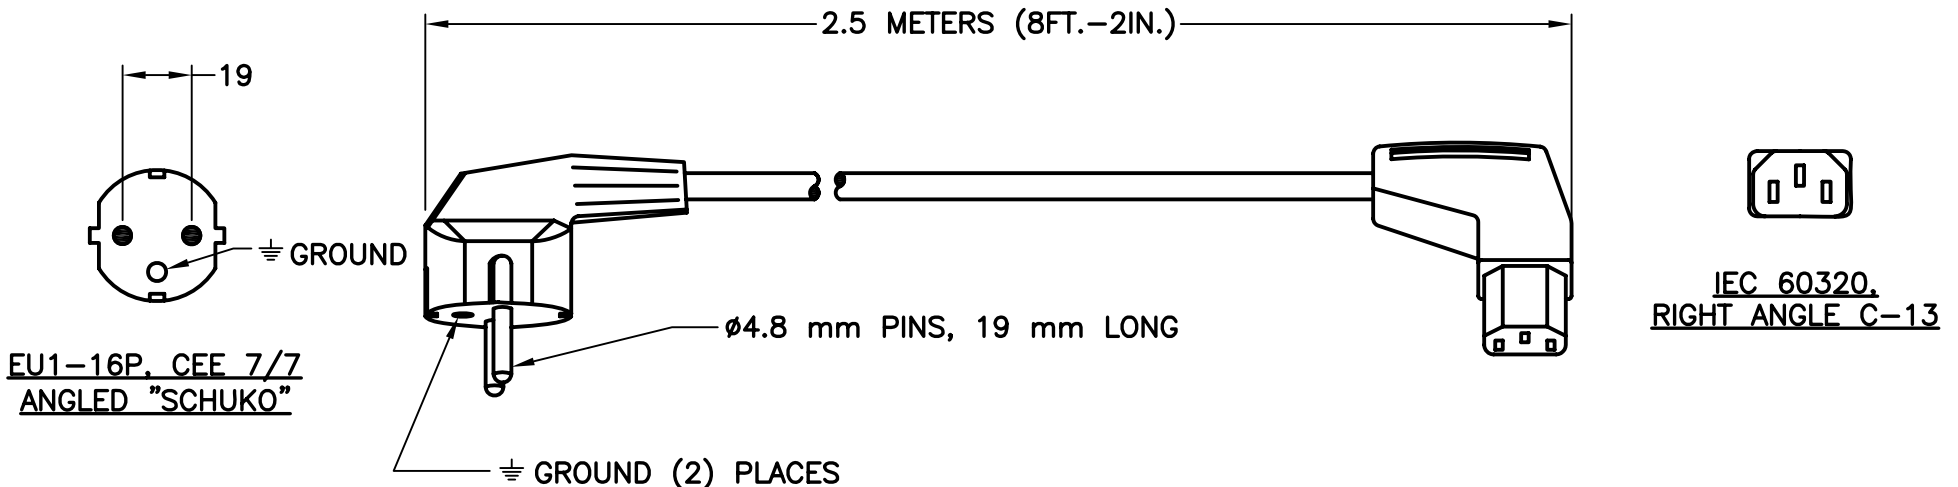 2.5 METERS (8FT.-2IN.)
19
GROUND
EU1-16P, CEE 7/7
ANGLED "SCHUKO"
ø4.8 mm PINS, 19 mm LONG
GROUND (2) PLACES
IEC 60320,
RIGHT ANGLE C-13